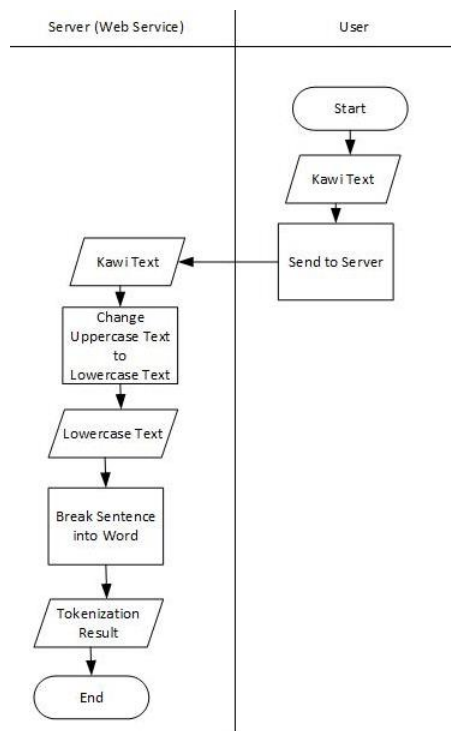 Server (Web Service)
User
Start
Kawi Text
Send to Server
Kawi Text
Change
Uppercase Text
to
Lowercase Text
Lowercase Text
Break Sentence
into Word
Tokenization
Result
End